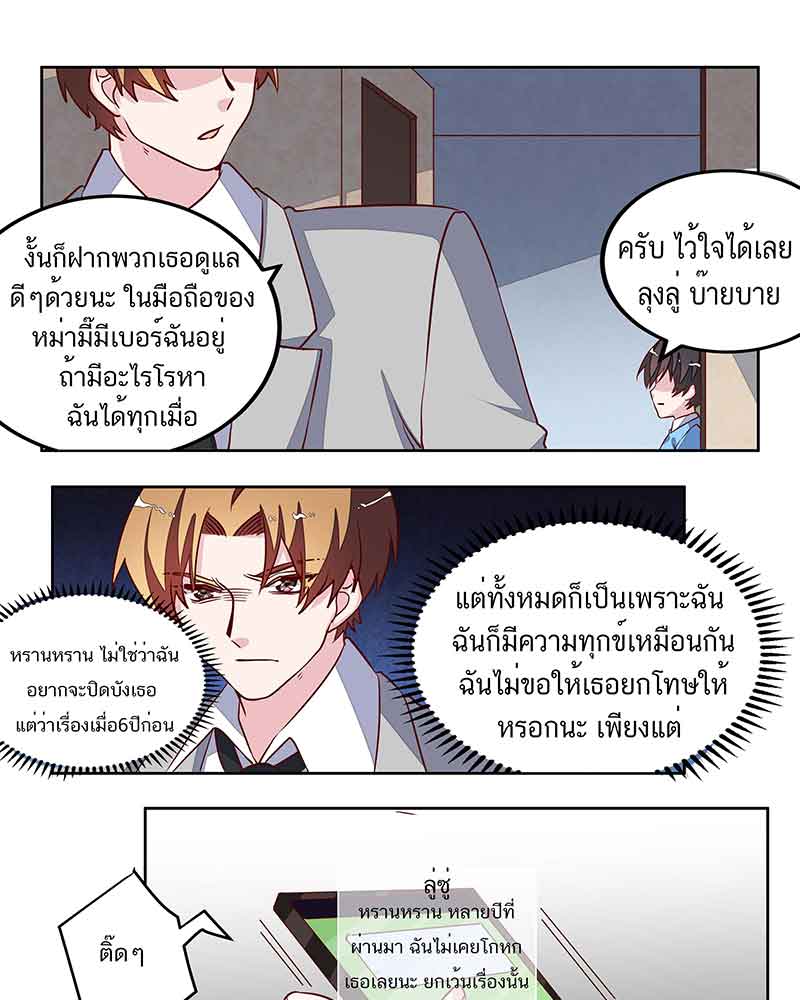 งั้นก็ฝากพวกเธอดูแล
ดีๆด้วยนะ ในมือถือของ
หม่ามี๊มีเบอร์ฉันอยู่
ถ้ามีอะไรโรหา
ฉันได้ทุกเมื่อ
ครับ ไว้ใจได้เลย
ลุงลู่ บ๊ายบาย
หรานหราน ไม่ใช่ว่าฉัน
อยากจะปิดบังเธอ
แต่ว่าเรื่องเมื่อ6ปีก่อน
แต่ทั้งหมดก็เป็นเพราะฉัน
ฉันก็มีความทุกข์เหมือนกัน
ฉันไม่ขอให้เธอยกโทษให้
หรอกนะ เพียงแต่
ติ๊ดๆ
ลู่ซู่
หรานหราน หลายปีที่
ผ่านมา ฉันไม่เคยโกหก
เธอเลยนะ ยกเว้นเรื่องนั้น